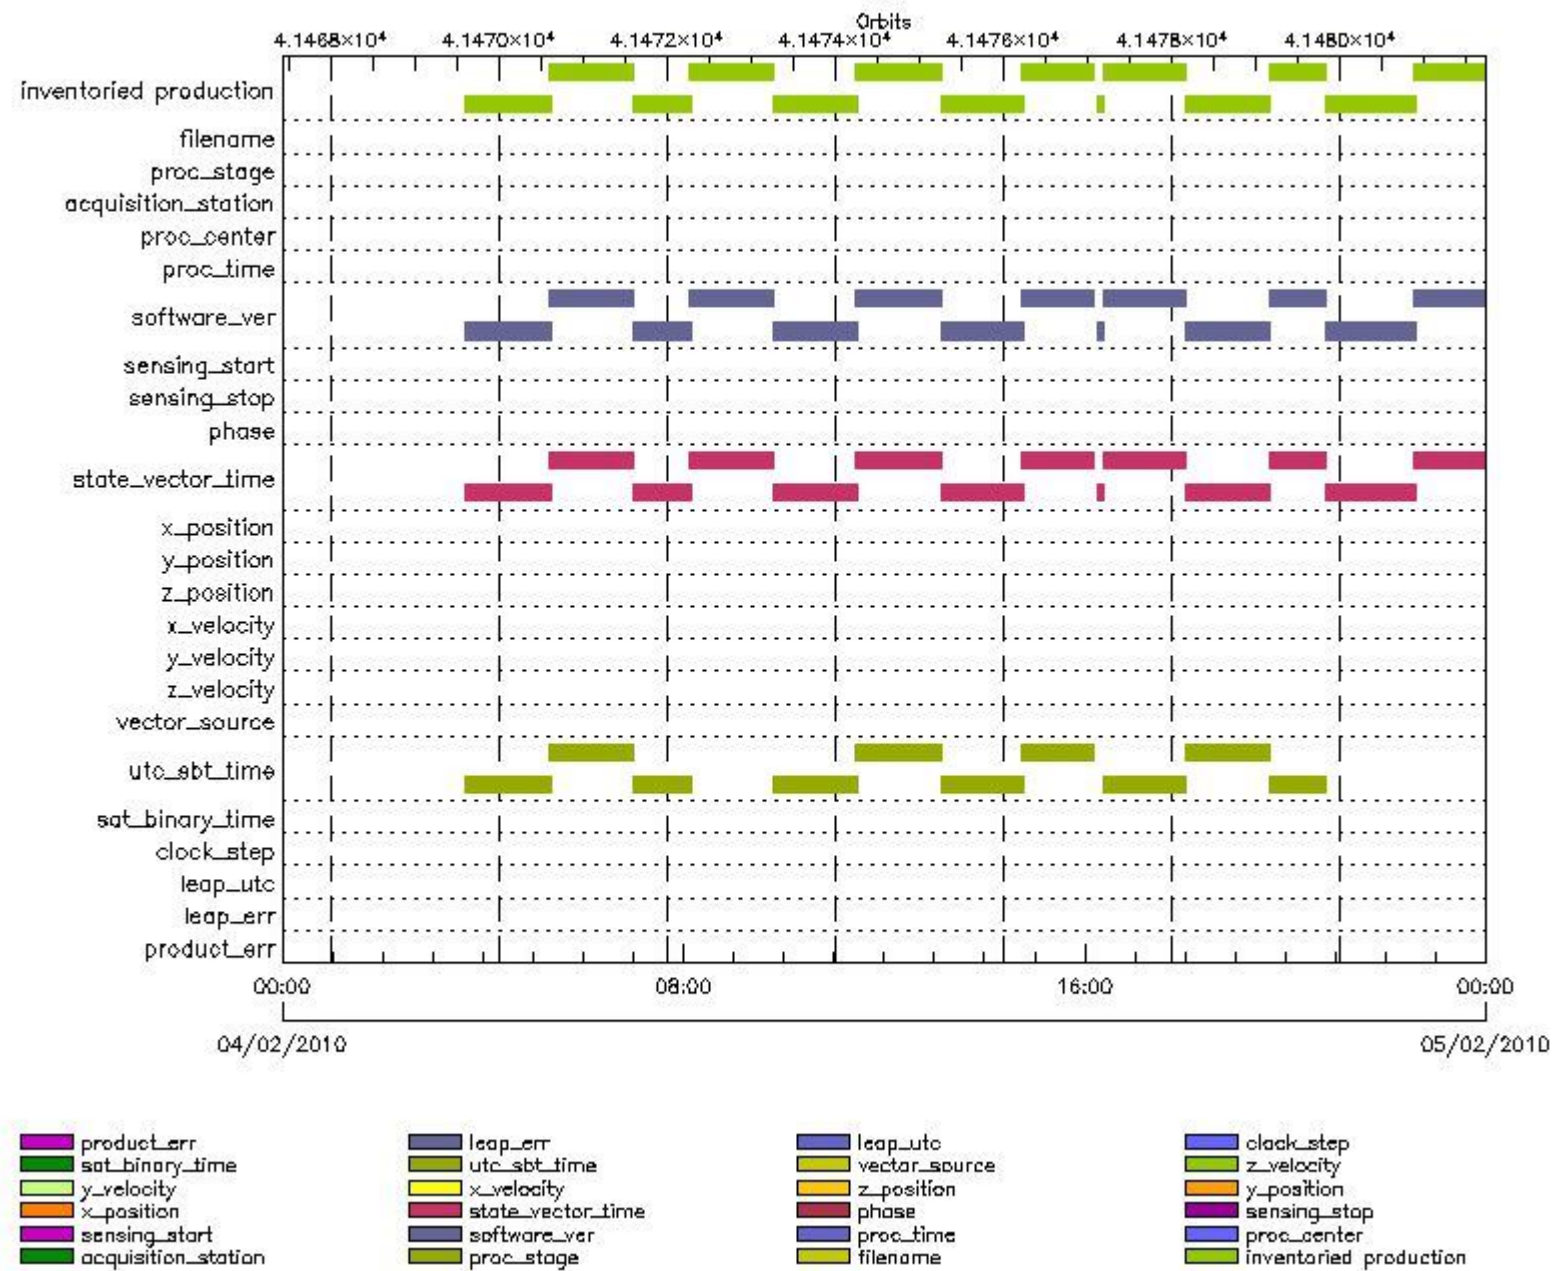 Orbits
4.1468×10⁴ 4.1470×10⁴ 4.1472×10⁴ 4.1474×10⁴ 4.1476×10⁴ 4.1478×10⁴ 4.1480×10⁴
inventoried production
filename
proc_stage
acquisition_station
proc_center
proc_time
software_ver
sensing_start
sensing_stop
phase
state_vector_time
x_position
y_position
z_position
x_velocity
y_velocity
z_velocity
vector_source
utc_sbt_time
sat_binary_time
clock_step
leap_utc
leap_err
product_err
00:00 08:00 16:00 00:00
04/02/2010 05/02/2010
product_err leap_err leap_utc clock_step
sat_binary_time utc_sbt_time vector_source z_velocity
y_velocity x_velocity z_position y_position
x_position state_vector_time phase sensing_stop
sensing_start software_ver proc_time proc_center
acquisition_station proc_stage filename inventoried production